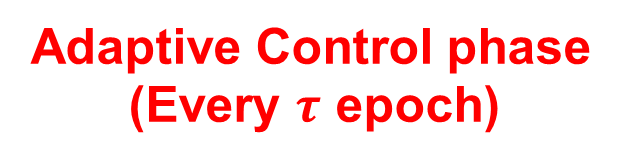 Adaptive Control phase
(Every 𝝉 epoch)